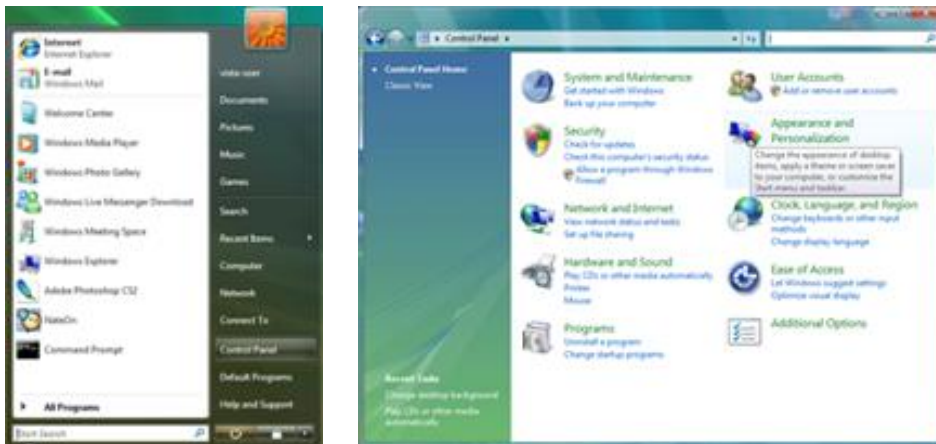 Internet
Internet Explorer
E-mail
Windows Mail
Welcome Center
Windows Media Player
Windows Photo Gallery
Windows Live Messenger Download
Windows Meeting Space
Windows Explorer
Adobe Photoshop CS2
NateOn
Command Prompt
All Programs
Start Search
vista user
Documents
Pictures
Music
Games
Search
Recent Items
Computer
Network
Connect To
Control Panel
Default Programs
Help and Support
Control Panel
Control Panel Home
Classic View
Recent Tasks
Change desktop background
Play CDs or other media
automatically
System and Maintenance
Get started with Windows
Back up your computer
Security
Check for updates
Check this computer's security status
Allow a program through Windows
Firewall
Network and Internet
View network status and tasks
Set up file sharing
Hardware and Sound
Play CDs or other media automatically
Printer
Mouse
Programs
Uninstall a program
Change startup programs
User Accounts
Add or remove user accounts
Appearance and
Personalization
Change the appearance of desktop
items, apply a theme or screen saver
to your computer, or customize the
Start menu and taskbar.
Clock, Language, and Region
Change keyboards or other input
methods
Change display language
Ease of Access
Let Windows suggest settings
Optimize visual display
Additional Options